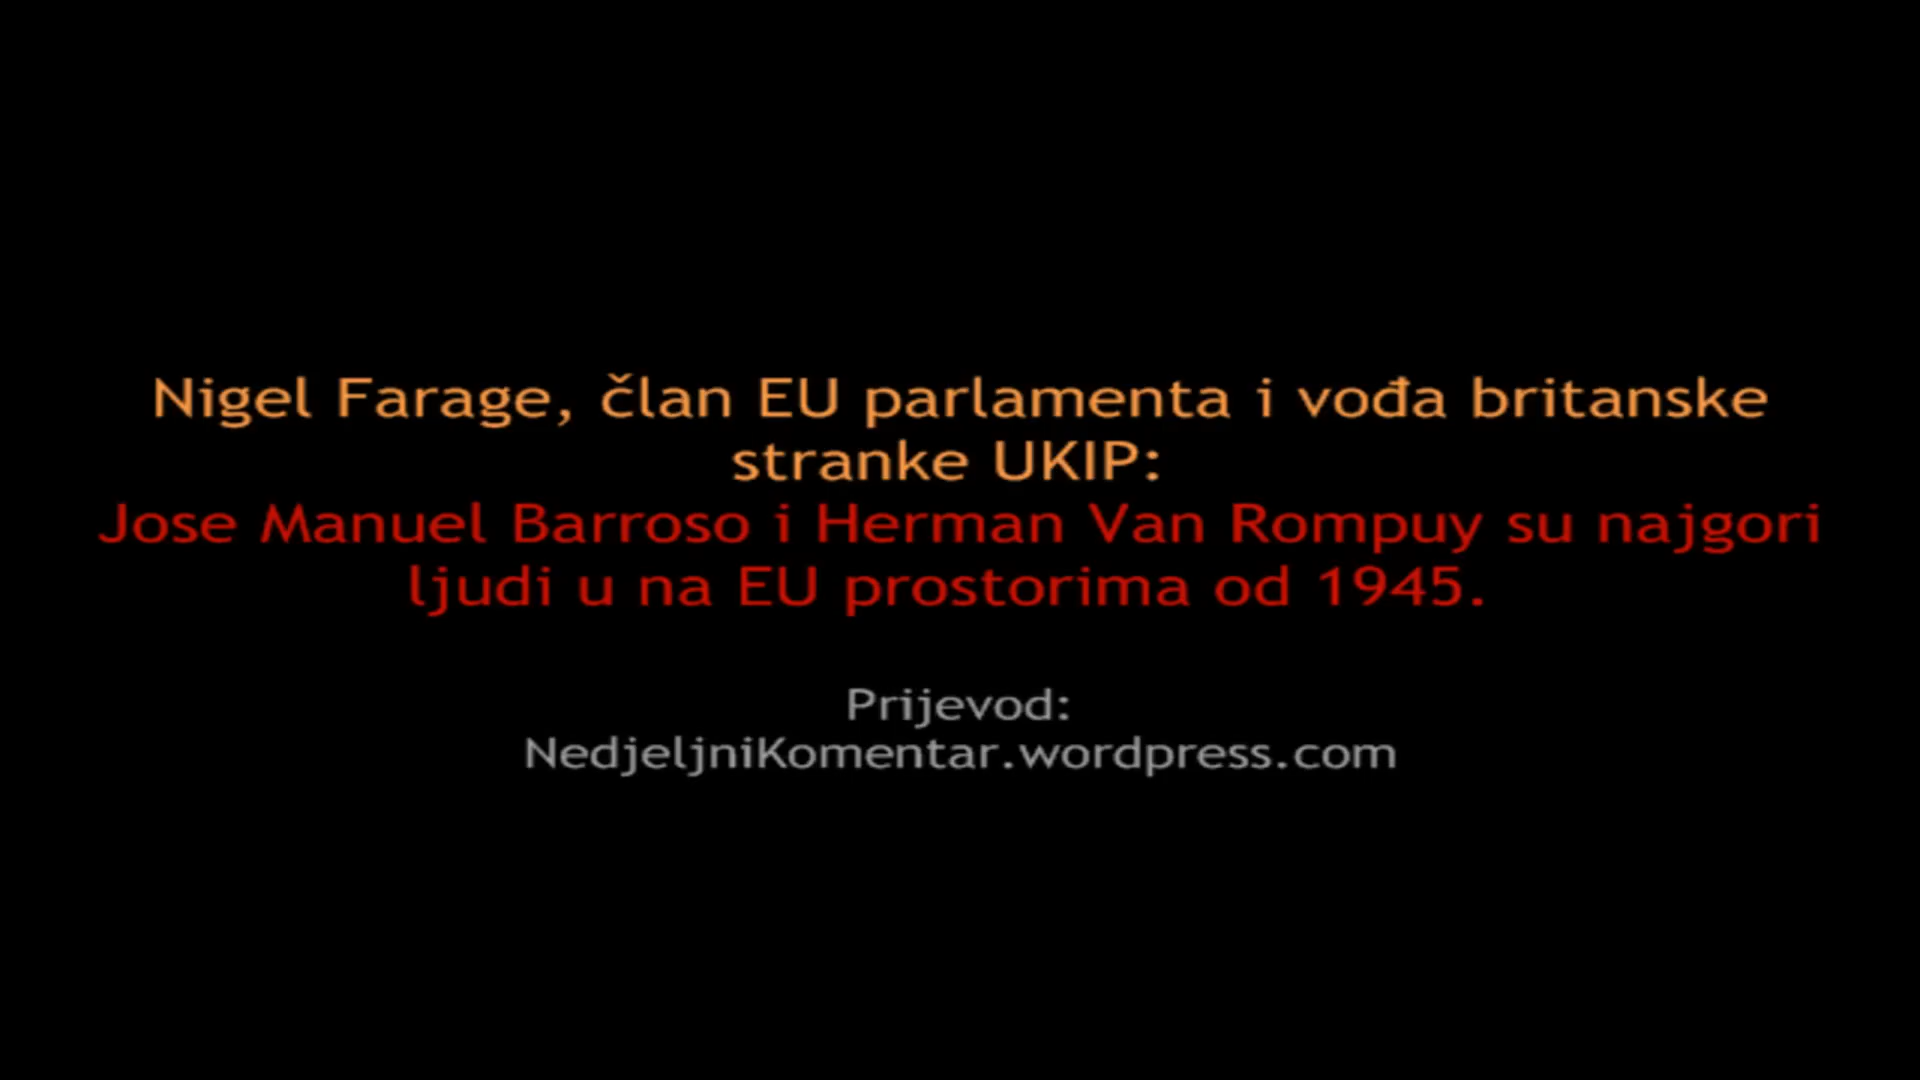 Nigel Farage, član EU parlamenta i vođa britanske
stranke UKIP:
Jose Manuel Barroso i Herman Van Rompuy su najgori
ljudi u na EU prostorima od 1945.
Prijevod:
NedjeljniKomentar.wordpress.com